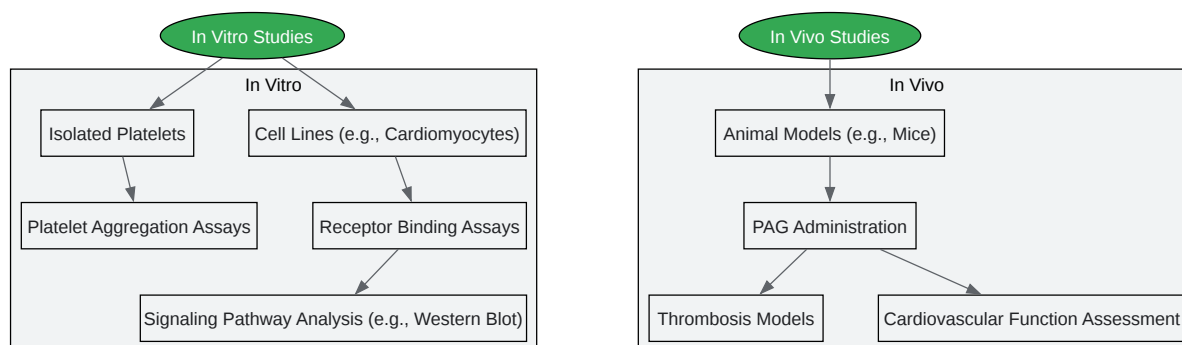 In Vitro Studies
In Vitro
Isolated Platelets
Cell Lines (e.g., Cardiomyocytes)
Platelet Aggregation Assays
Receptor Binding Assays
Signaling Pathway Analysis (e.g., Western Blot)
In Vivo Studies
In Vivo
Animal Models (e.g., Mice)
PAG Administration
Thrombosis Models
Cardiovascular Function Assessment